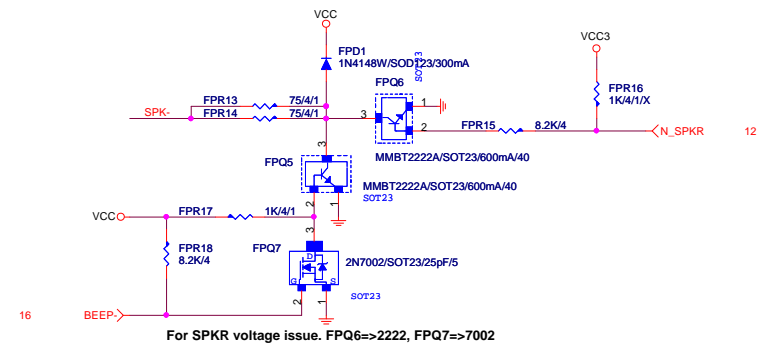 VCC
FPD1
1N4148W/SOD123/300mA
FPQ6
SOT23
VCC3
FPR13
75/4/1
SPK-
FPR14
75/4/1
3
1
2
FPR15
8.2K/4
FPR16
1K/4/1/X
N_SPKR
12
MMBT2222A/SOT23/600mA/40
3
FPQ5
MMBT2222A/SOT23/600mA/40
SOT23
2
1
VCC
FPR17
1K/4/1
3
FPR18
8.2K/4
FPQ7
D
G
S
2N7002/SOT23/25pF/5
SOT23
2
1
16
BEEP-
For SPKR voltage issue. FPQ6=>2222, FPQ7=>7002